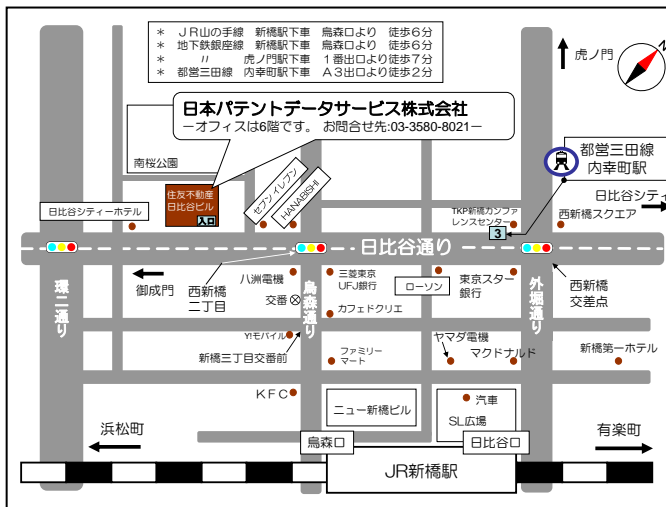 ＊　ＪＲ山の手線　新橋駅下車　烏森口より　徒歩６分
＊　地下鉄銀座線　新橋駅下車　烏森口より　徒歩６分
＊　　　〃　　　虎ノ門駅下車　１番出口より徒歩７分
＊　都営三田線　内幸町駅下車　Ａ３出口より徒歩２分
虎ノ門
日本パテントデータサービス株式会社
－オフィスは6階です。 お問合せ先:03-3580-8021－
都営三田線
内幸町駅
南桜公園
住友不動産
日比谷ビル
入口
セブンイレブン
HANABISHI
日比谷シティーホテル
TKP新橋カンファ
レンスセンター
3
日比谷シティ
西新橋スクエア
日比谷通り
御成門
西新橋
二丁目
八洲電機
交番
三菱東京
UFJ銀行
カフェドクリエ
ローソン
東京スター
銀行
西新橋
交差点
環二通り
烏森通り
外堀通り
Y!モバイル
新橋三丁目交番前
ファミリー
マート
ヤマダ電機
マクドナルド
新橋第一ホテル
ＫＦＣ
ニュー新橋ビル
汽車
SL広場
浜松町
烏森口
日比谷口
有楽町
JR新橋駅